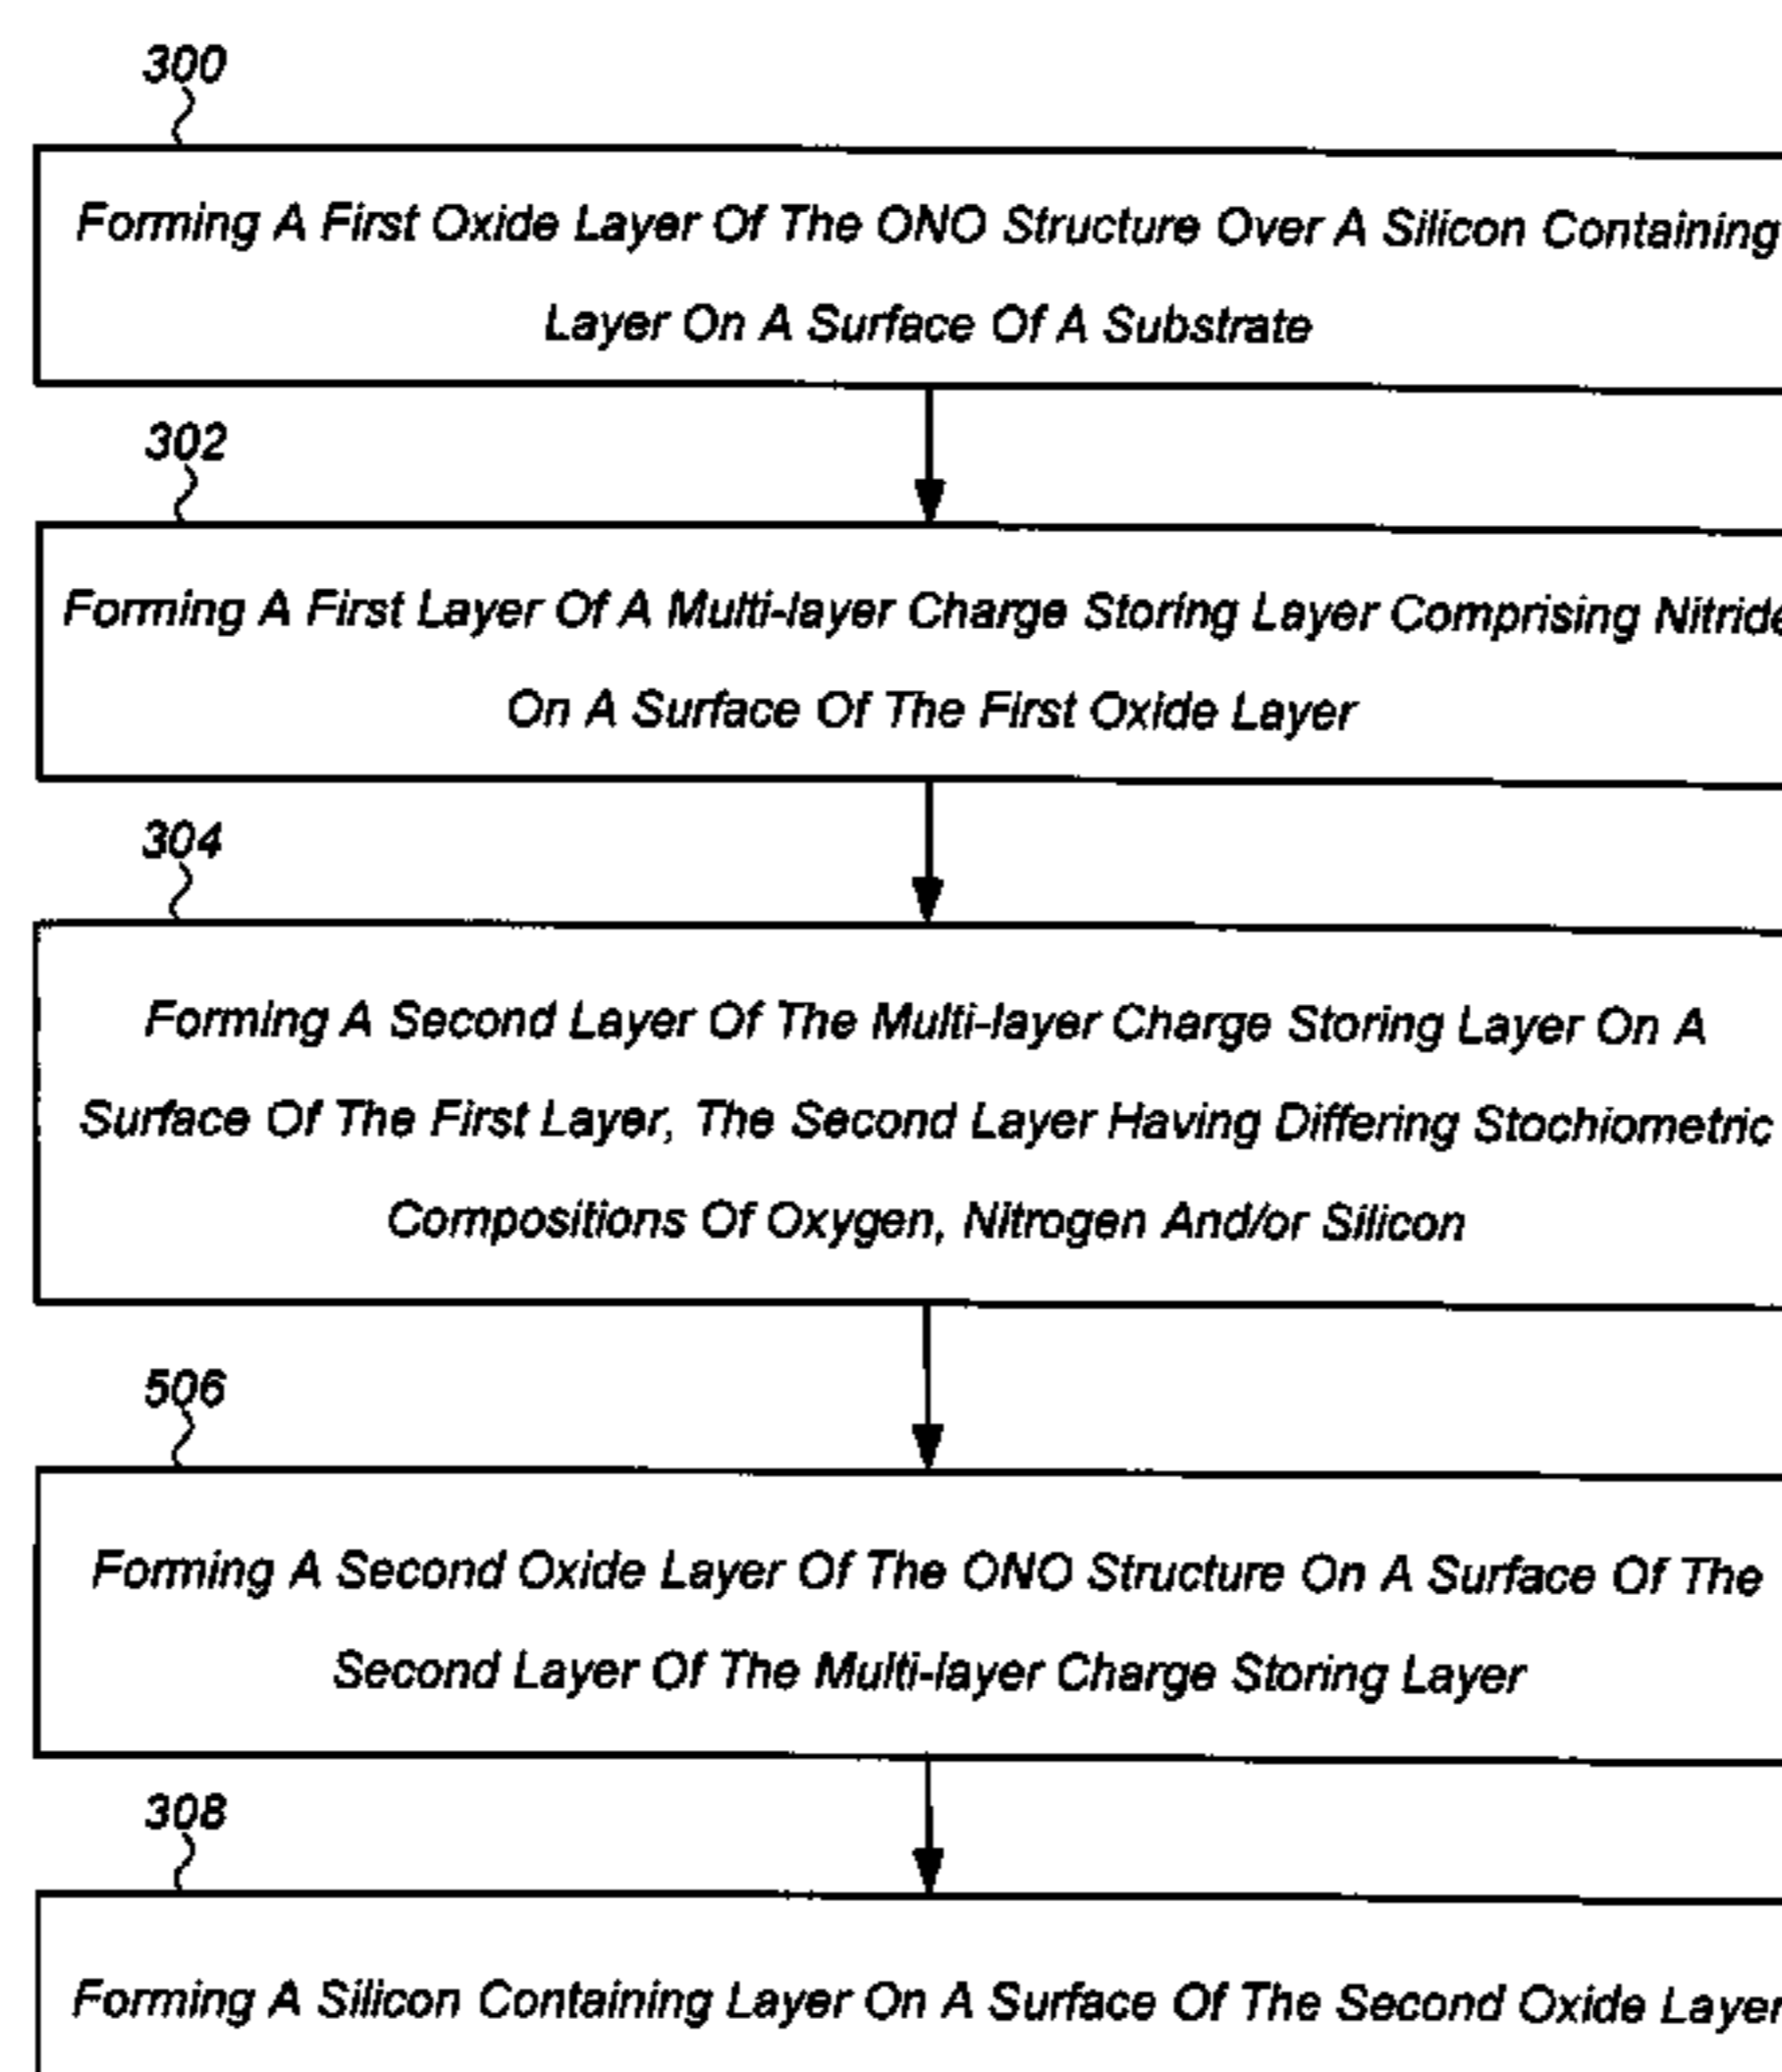 300
Forming A First Oxide Layer Of The ONO Structure Over A Silicon Containing
Layer On A Surface Of A Substrate
302
Forming A First Layer Of A Multi-layer Charge Storing Layer Comprising Nitride
On A Surface Of The First Oxide Layer
304
Forming A Second Layer Of The Multi-layer Charge Storing Layer On A
Surface Of The First Layer, The Second Layer Having Differing Stochiometric
Compositions Of Oxygen, Nitrogen And/or Silicon
506
Forming A Second Oxide Layer Of The ONO Structure On A Surface Of The
Second Layer Of The Multi-layer Charge Storing Layer
308
Forming A Silicon Containing Layer On A Surface Of The Second Oxide Layer